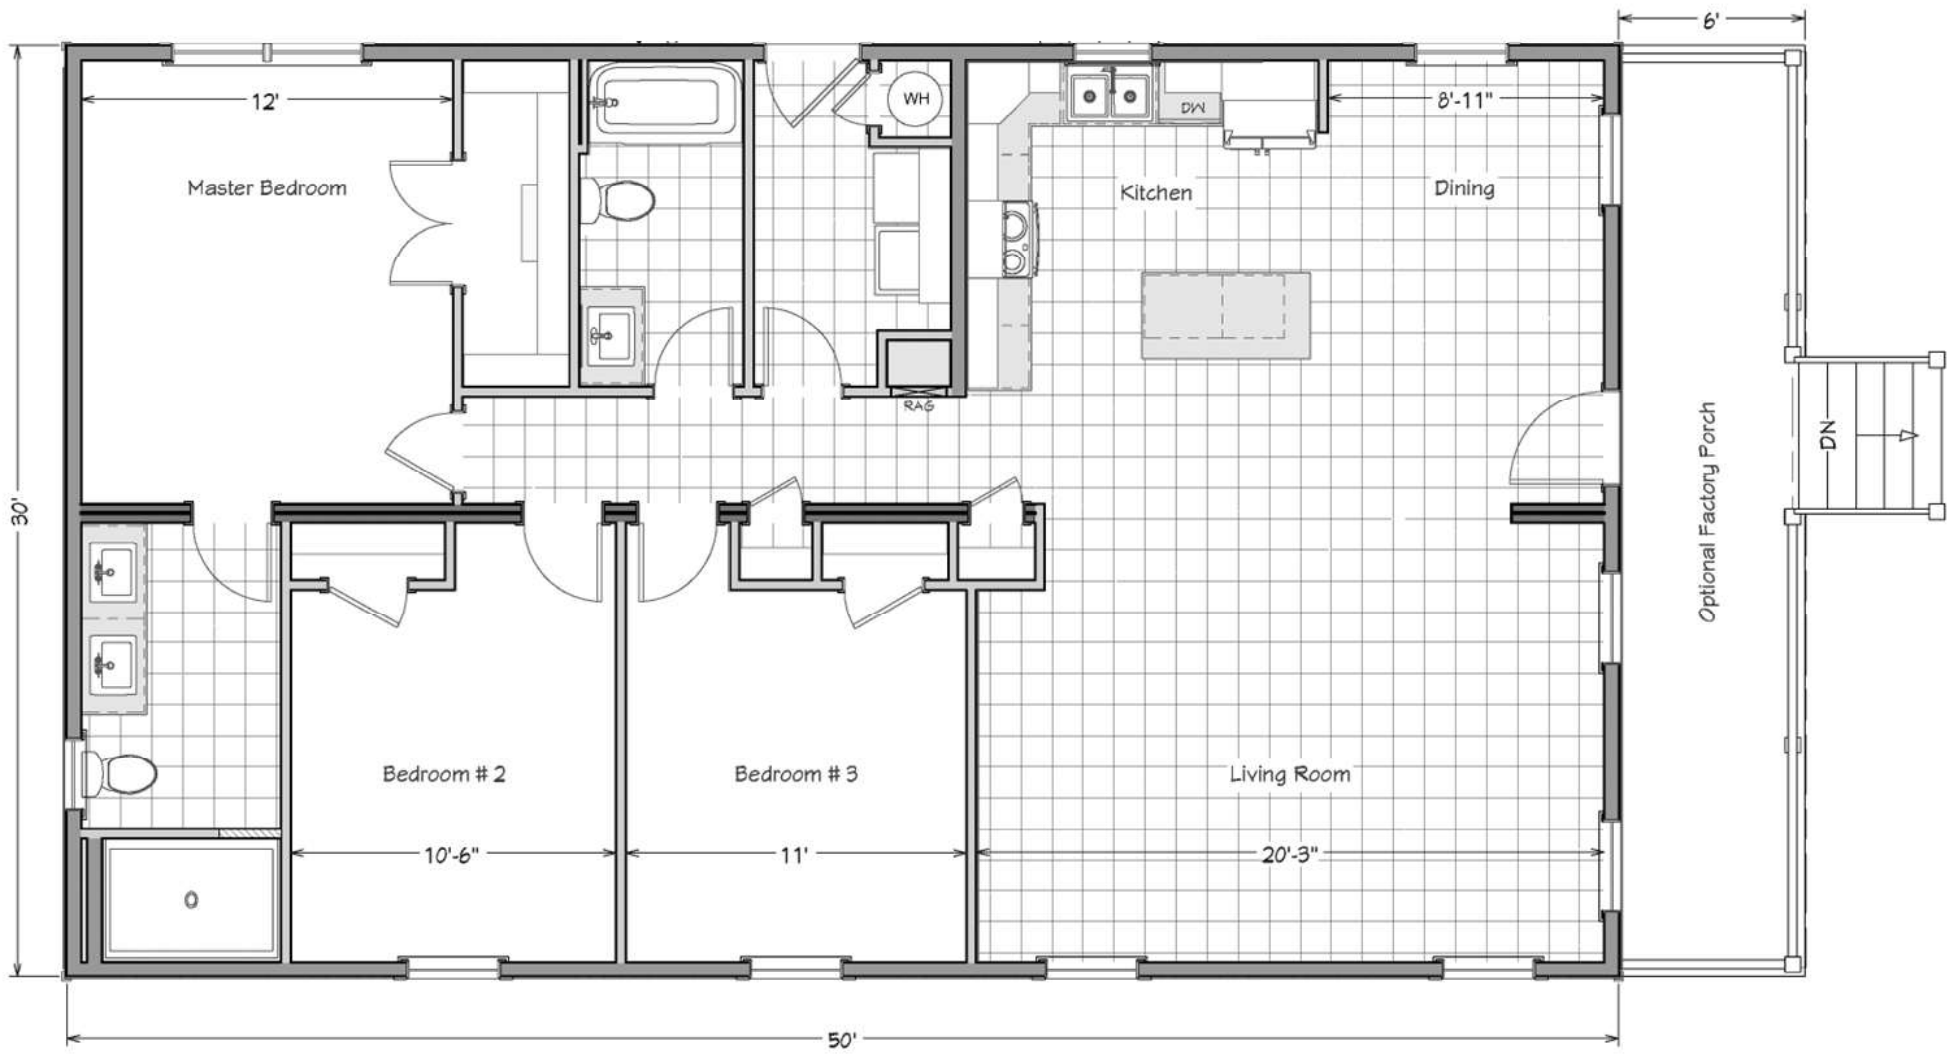 6'
12'
WH
DW
8'-11"
Master Bedroom
Kitchen
Dining
RAG
DN
Optional Factory Porch
30'
Bedroom # 2
Bedroom # 3
Living Room
10'-6"
11'
20'-3"
50'